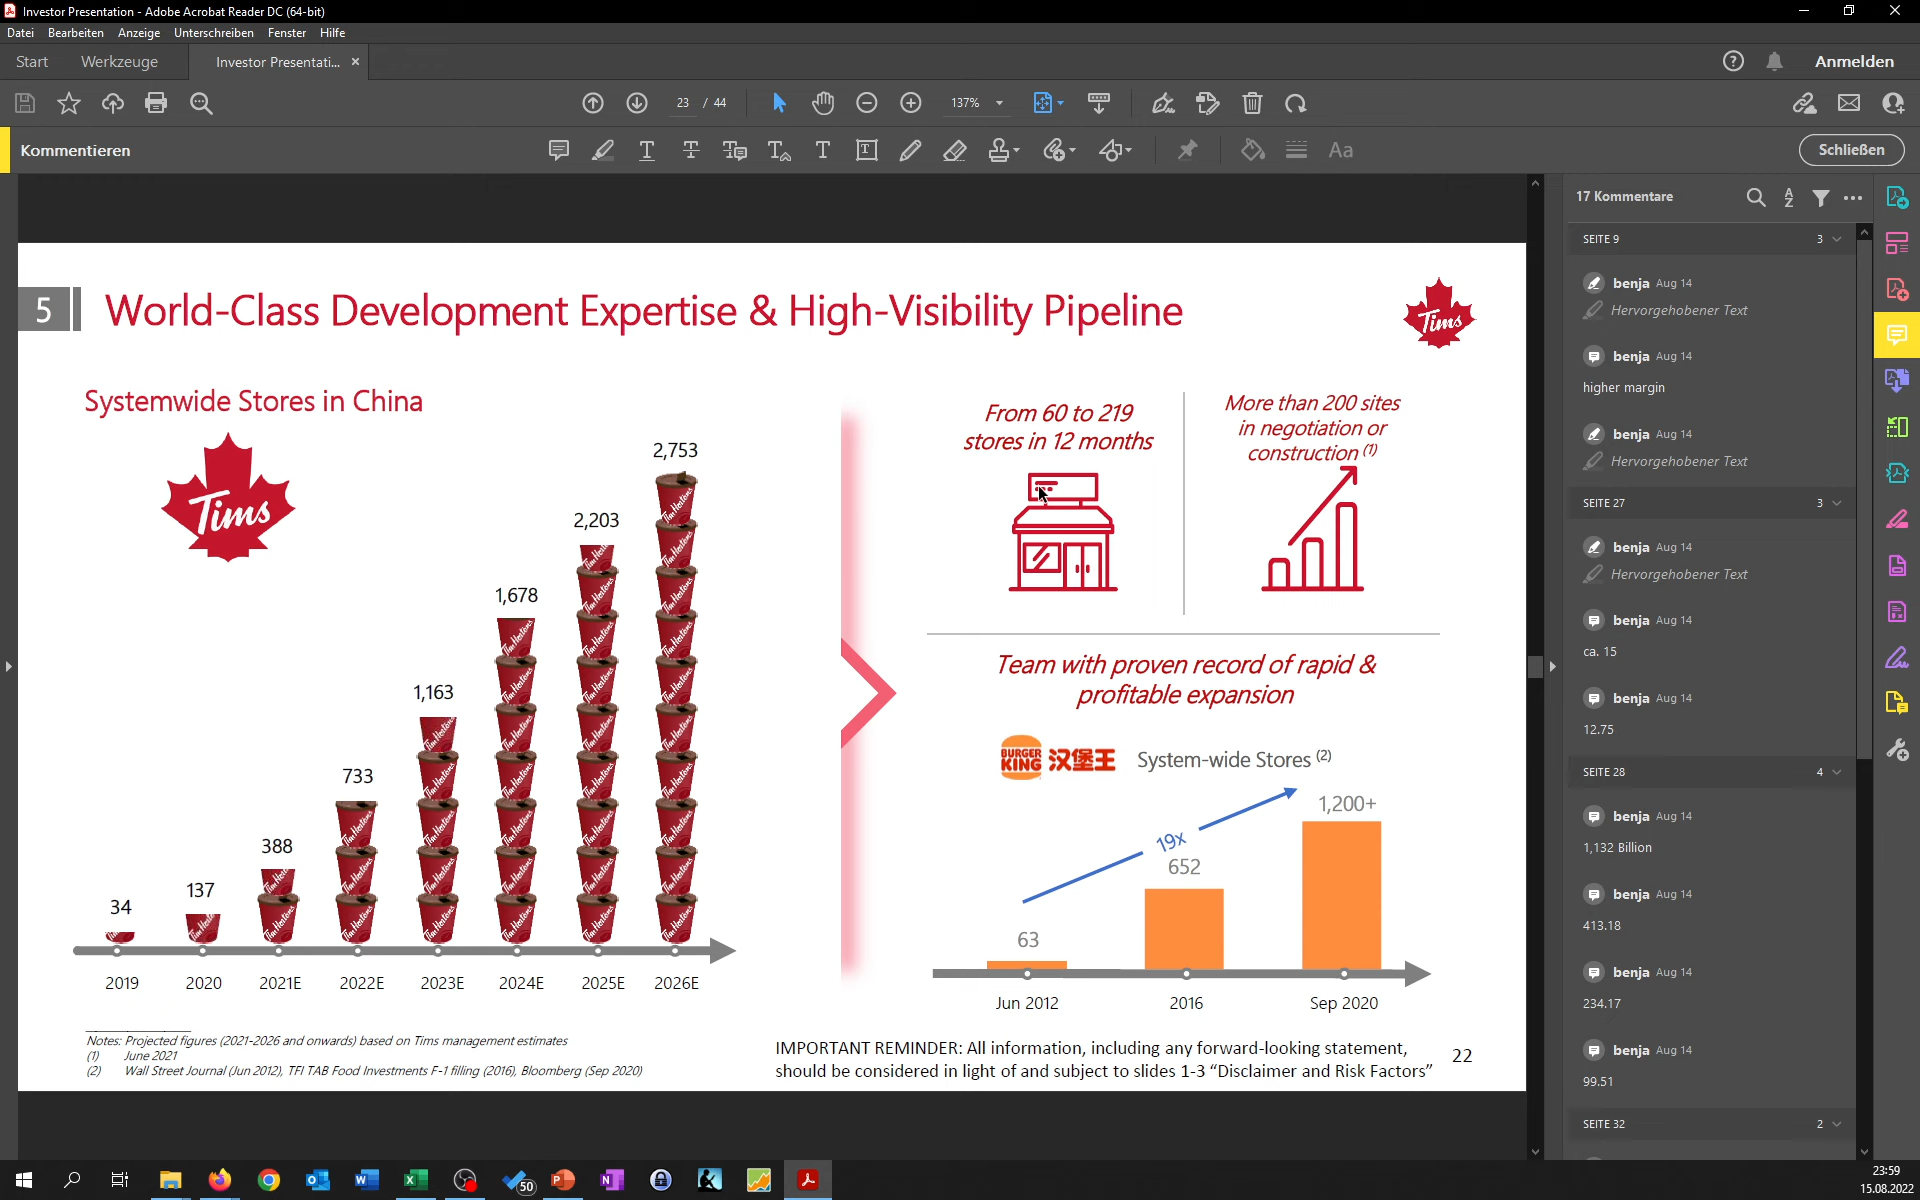 Investor Presentation - Adobe Acrobat Reader DC (64-bit)
Datei Bearbeiten Anzeige Unterschreiben Fenster Hilfe
Start Werkzeuge Investor Presentati... × Anmelden
23 / 44 137%
Kommentieren Schließen
17 Kommentare
5 World-Class Development Expertise & High-Visibility Pipeline
Tims
Systemwide Stores in China
Tims
34
137
388
733
1,163
1,678
2,203
2,753
Tim Hortons
2019 2020 2021E 2022E 2023E 2024E 2025E 2026E
From 60 to 219
stores in 12 months
More than 200 sites
in negotiation or
construction (1)
Team with proven record of rapid &
profitable expansion
BURGER
KING 汉堡王 System-wide Stores (2)
19x
63
652
1,200+
Jun 2012 2016 Sep 2020
Notes: Projected figures (2021-2026 and onwards) based on Tims management estimates
(1) June 2021
(2) Wall Street Journal (Jun 2012), TFI TAB Food Investments F-1 filling (2016), Bloomberg (Sep 2020)
IMPORTANT REMINDER: All information, including any forward-looking statement,
should be considered in light of and subject to slides 1-3 “Disclaimer and Risk Factors”
22
SEITE 9 3
benja Aug 14
Hervorgehobener Text
benja Aug 14
higher margin
benja Aug 14
Hervorgehobener Text
SEITE 27 3
benja Aug 14
Hervorgehobener Text
benja Aug 14
ca. 15
benja Aug 14
12.75
SEITE 28 4
benja Aug 14
1,132 Billion
benja Aug 14
413.18
benja Aug 14
234.17
benja Aug 14
99.51
SEITE 32 2
50
23:59
15.08.2022